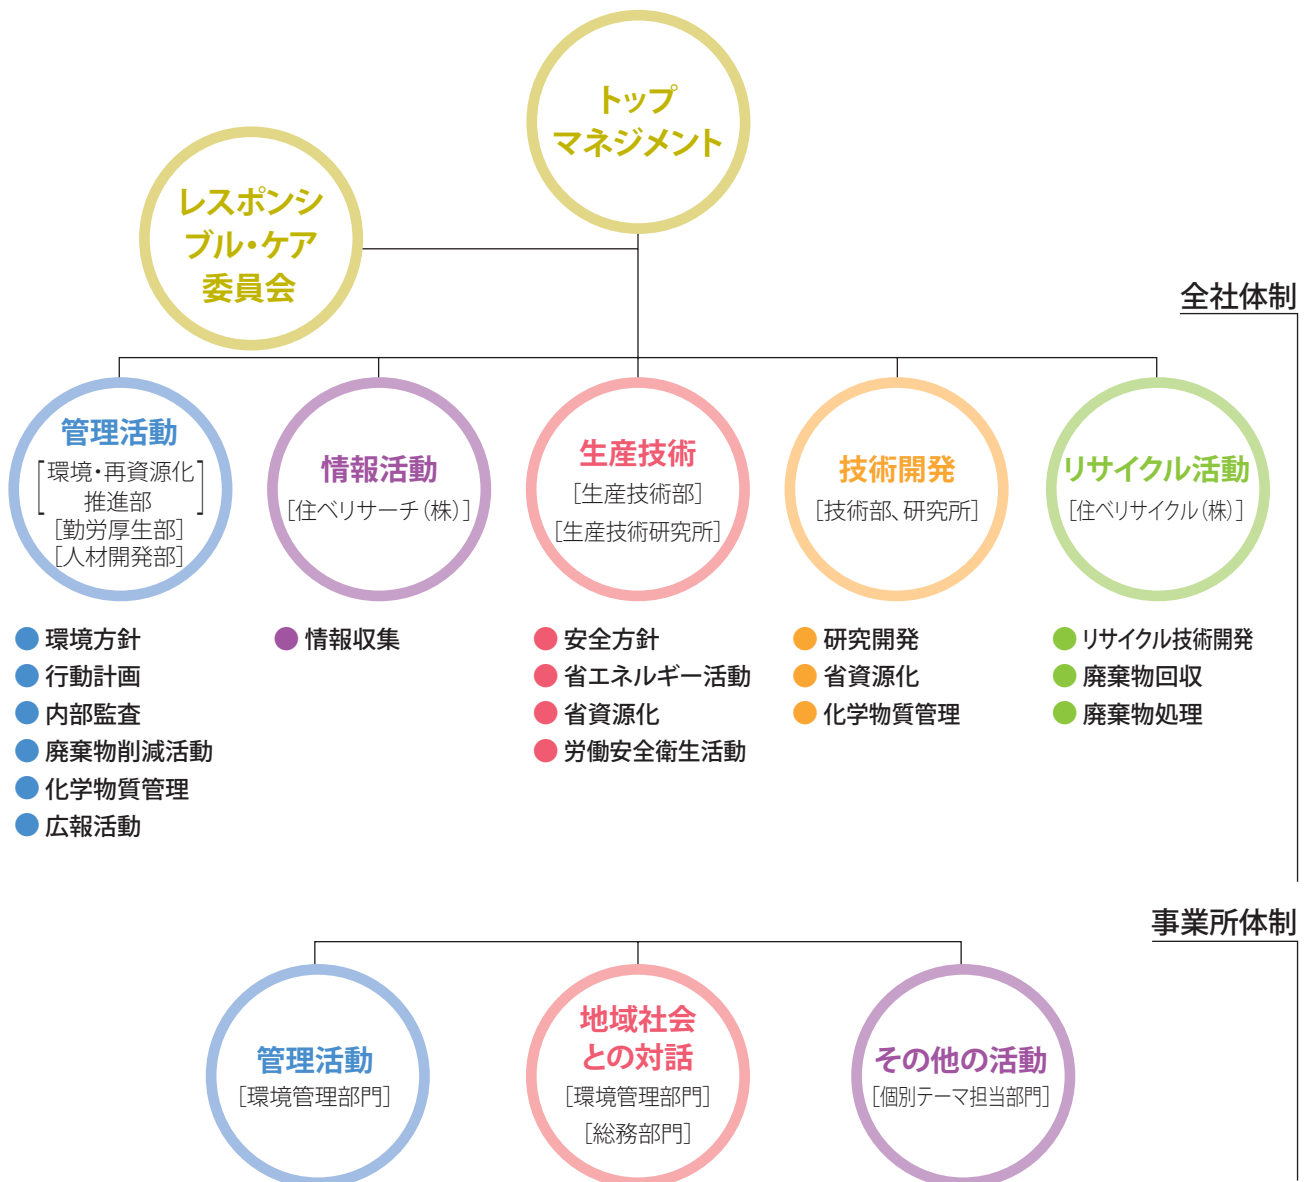 トップ
マネジメント
レスポンシ
ブル・ケア
委員会
全社体制
管理活動
[環境・再資源化
推進部]
[勤労厚生部]
[人材開発部]
情報活動
[住ベリサーチ(株)]
生産技術
[生産技術部]
[生産技術研究所]
技術開発
[技術部、研究所]
リサイクル活動
[住ベリサイクル(株)]
● 環境方針
● 行動計画
● 内部監査
● 廃棄物削減活動
● 化学物質管理
● 広報活動
● 情報収集
● 安全方針
● 省エネルギー活動
● 省資源化
● 労働安全衛生活動
● 研究開発
● 省資源化
● 化学物質管理
● リサイクル技術開発
● 廃棄物回収
● 廃棄物処理
事業所体制
管理活動
[環境管理部門]
地域社会
との対話
[環境管理部門]
[総務部門]
その他の活動
[個別テーマ担当部門]